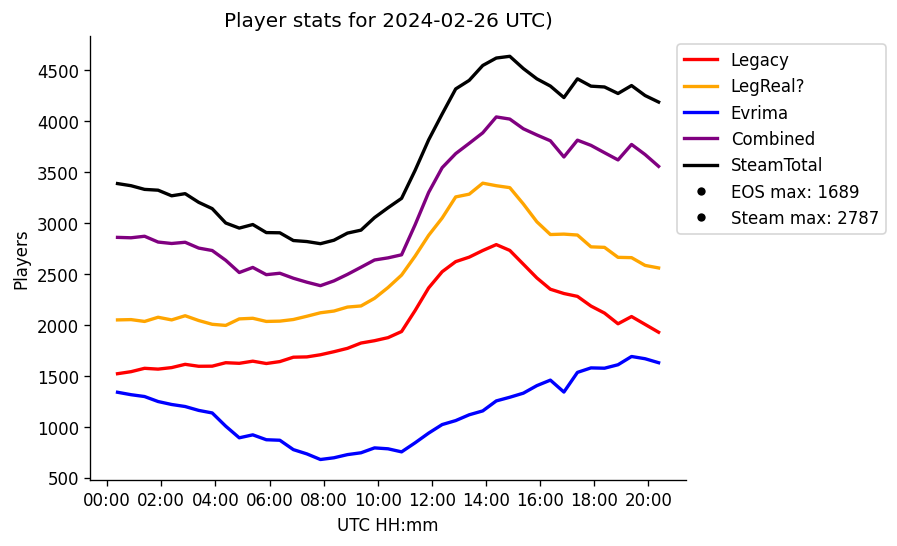 Player stats for 2024-02-26 UTC)
Legacy
LegReal?
Evrima
Combined
SteamTotal
EOS max: 1689
Steam max: 2787
Players
4500
4000
3500
3000
2500
2000
1500
1000
500
00:00 02:00 04:00 06:00 08:00 10:00 12:00 14:00 16:00 18:00 20:00
UTC HH:mm